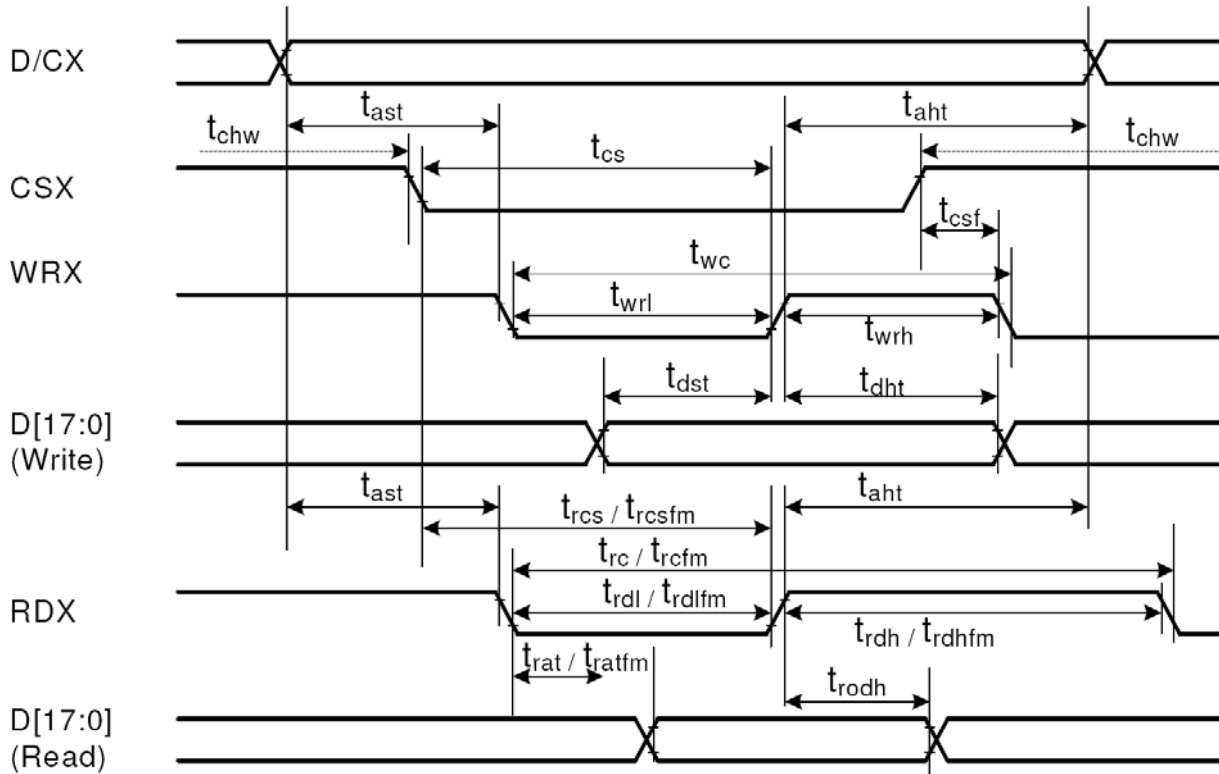 D/CX
t_ast
t_aht
t_chw
t_cs
t_chw
CSX
t_csf
t_wc
WRX
t_wrl
t_wrh
t_dst
t_dht
D[17:0]
(Write)
t_ast
t_aht
t_rcs / t_rcsfm
t_rc / t_rcfm
RDX
t_rdl / t_rdlfm
t_rdh / t_rdhfm
t_rat / t_ratfm
t_rodh
D[17:0]
(Read)